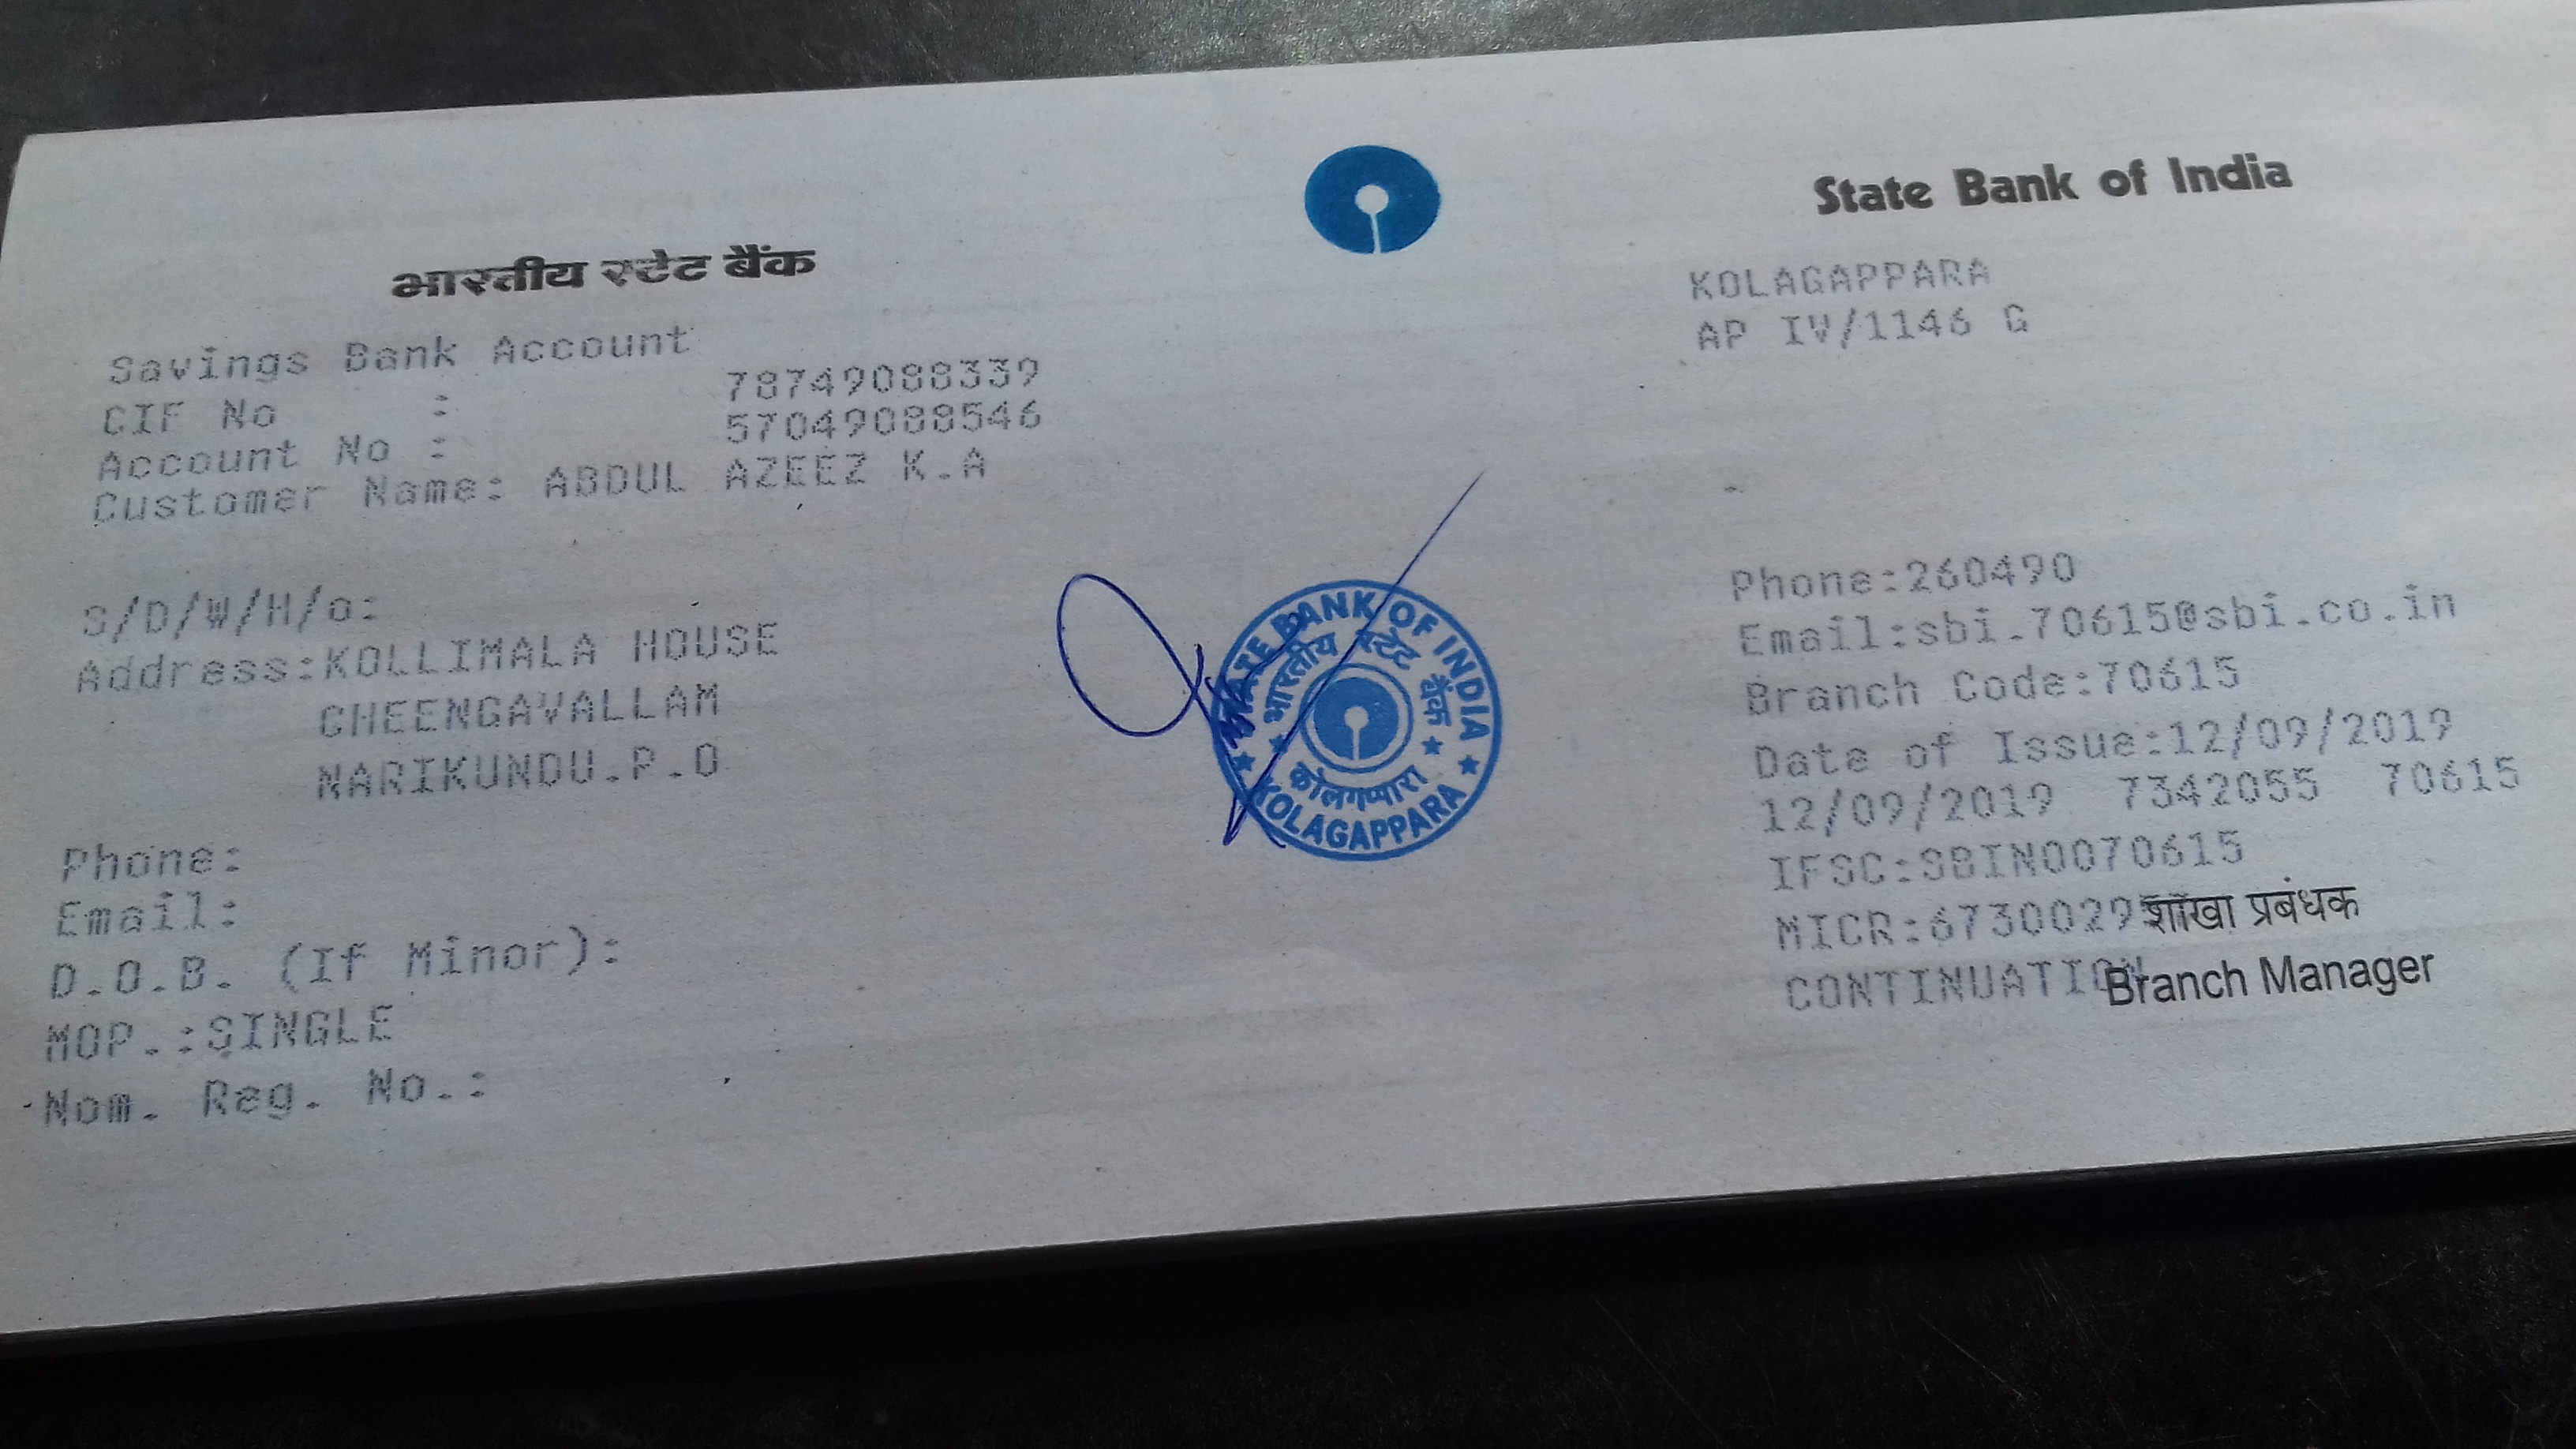 भारतीय स्टेट बैंक
State Bank of India
Savings Bank Account
CIF No : 78749088339
Account No : 57049088546
Customer Name: ABDUL AZEEZ K.A
S/D/W/H/o:
Address:KOLLIMALA HOUSE
CHEENGAVALLAM
NARIKUNDU.P.O
Phone:
Email:
D.O.B. (If Minor):
MOP.:SINGLE
Nom. Reg. No.:
STATE BANK OF INDIA
KOLAGAPPARA
भारतीय स्टेट बैंक
कोलगप्पारा
KOLAGAPPARA
AP IV/1146 G
Phone:260490
Email:sbi.70615@sbi.co.in
Branch Code:70615
Date of Issue:12/09/2019
12/09/2019 7342055 70615
IFSC:SBIN0070615
MICR:6730029
शाखा प्रबंधक
CONTINUATION
Branch Manager